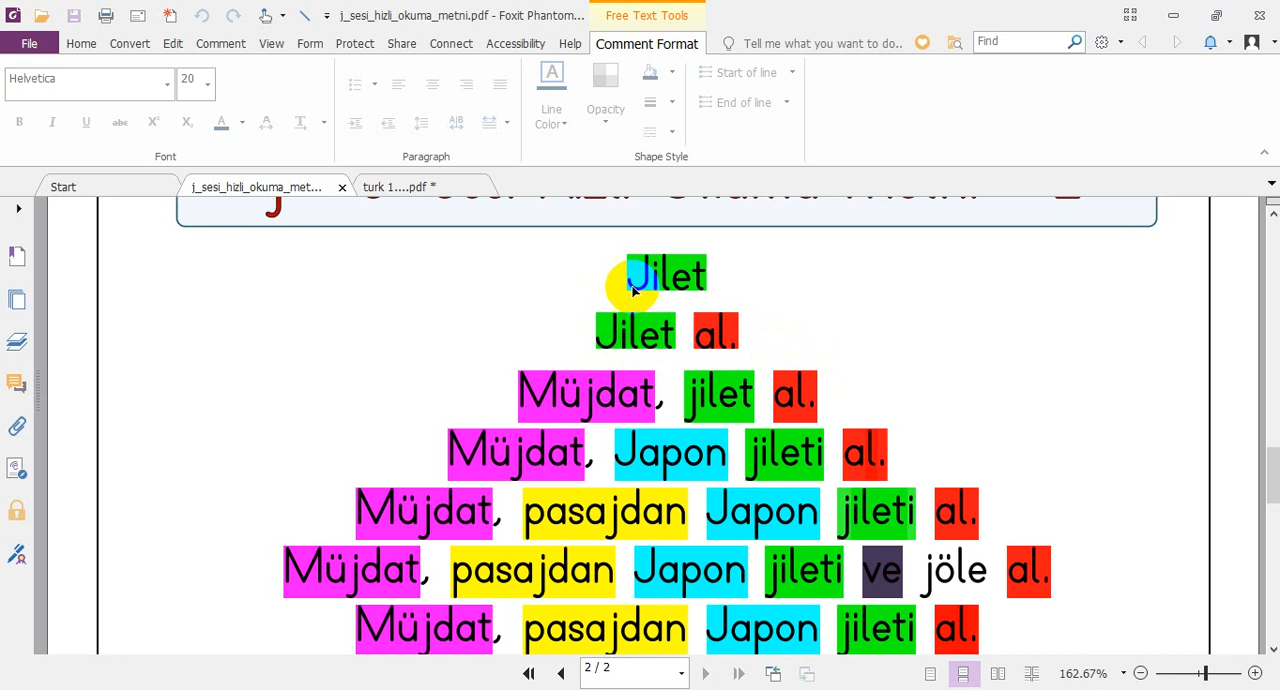 j_sesi_hizli_okuma_metni.pdf - Foxit Phantom...
Free Text Tools
File Home Convert Edit Comment View Form Protect Share Connect Accessibility Help Comment Format Tell me what you want to do.. Find
Helvetica 20
Line Color
Opacity
Start of line
End of line
Font Paragraph Shape Style
Start j_sesi_hizli_okuma_met... turk 1....pdf *
Jilet
Jilet al.
Müjdat, jilet al.
Müjdat, Japon jileti al.
Müjdat, pasajdan Japon jileti al.
Müjdat, pasajdan Japon jileti ve jöle al.
Müjdat, pasajdan Japon jileti al.
2 / 2 162.67%